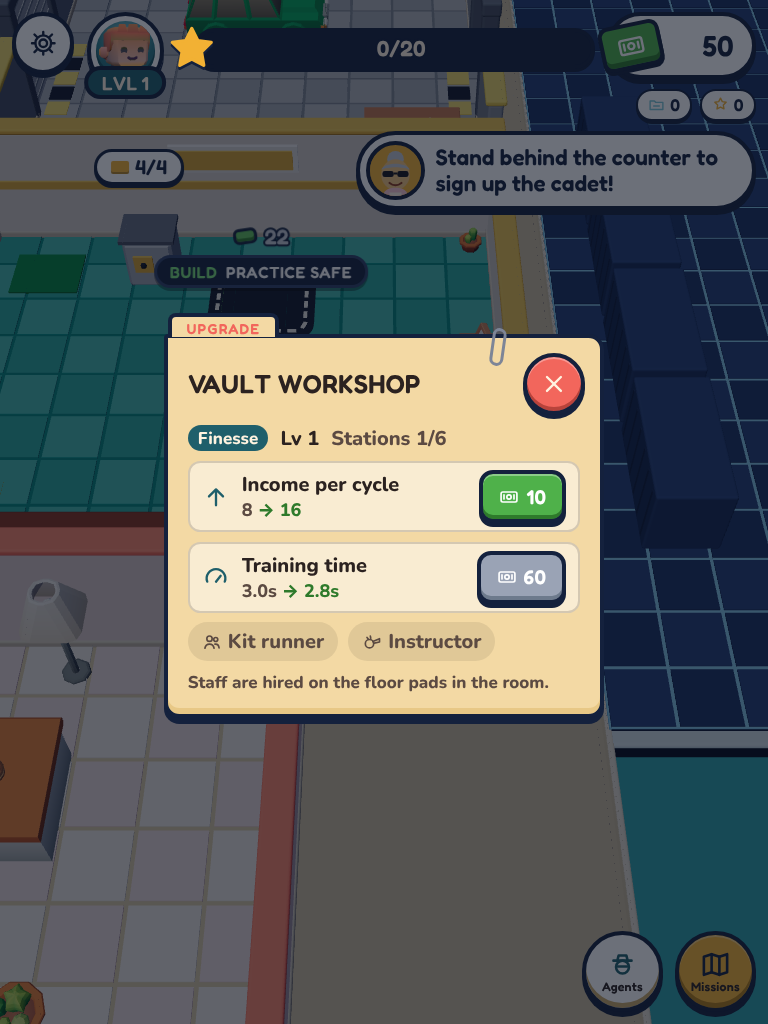 LVL 1
0/20
50
0
0
4/4
Stand behind the counter to
sign up the cadet!
22
BUILD PRACTICE SAFE
UPGRADE
VAULT WORKSHOP
Finesse Lv 1 Stations 1/6
Income per cycle
8 → 16
10
Training time
3.0s → 2.8s
60
Kit runner
Instructor
Staff are hired on the floor pads in the room.
Agents
Missions